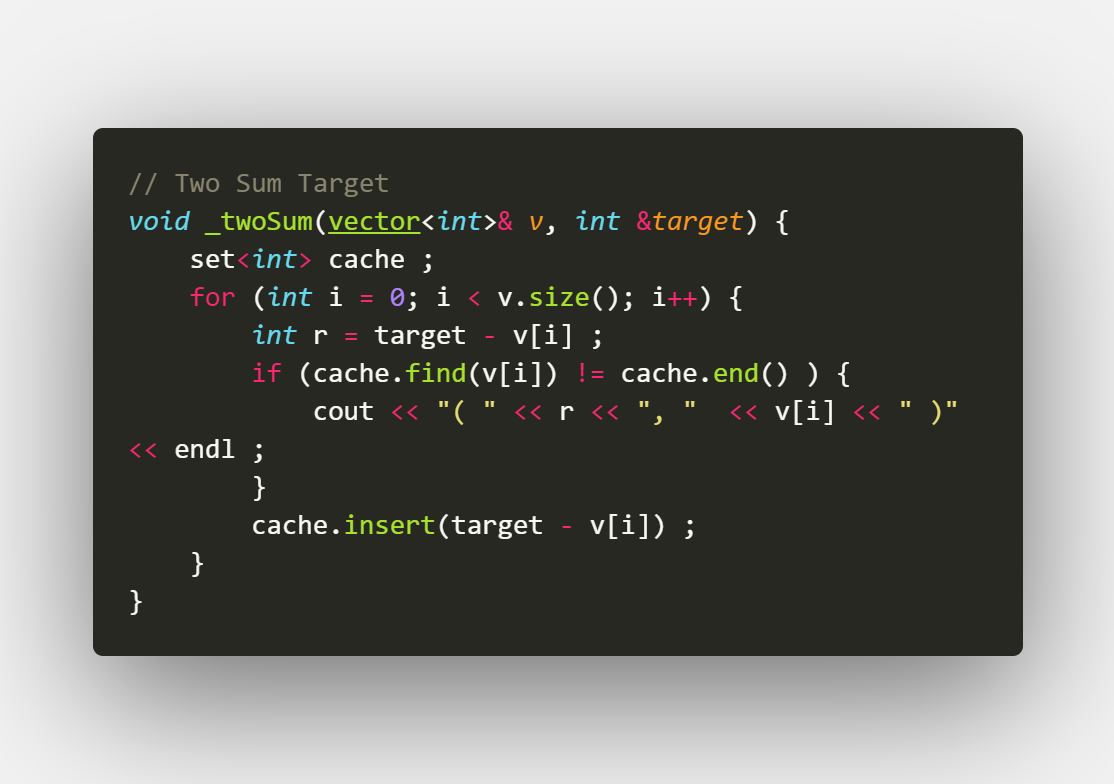 // Two Sum Target
void _twoSum(vector<int>& v, int &target) {
    set<int> cache ;
    for (int i = 0; i < v.size(); i++) {
        int r = target - v[i] ;
        if (cache.find(v[i]) != cache.end() ) {
            cout << "( " << r << ", "  << v[i] << " )"
<< endl ;
        }
        cache.insert(target - v[i]) ;
    }
}